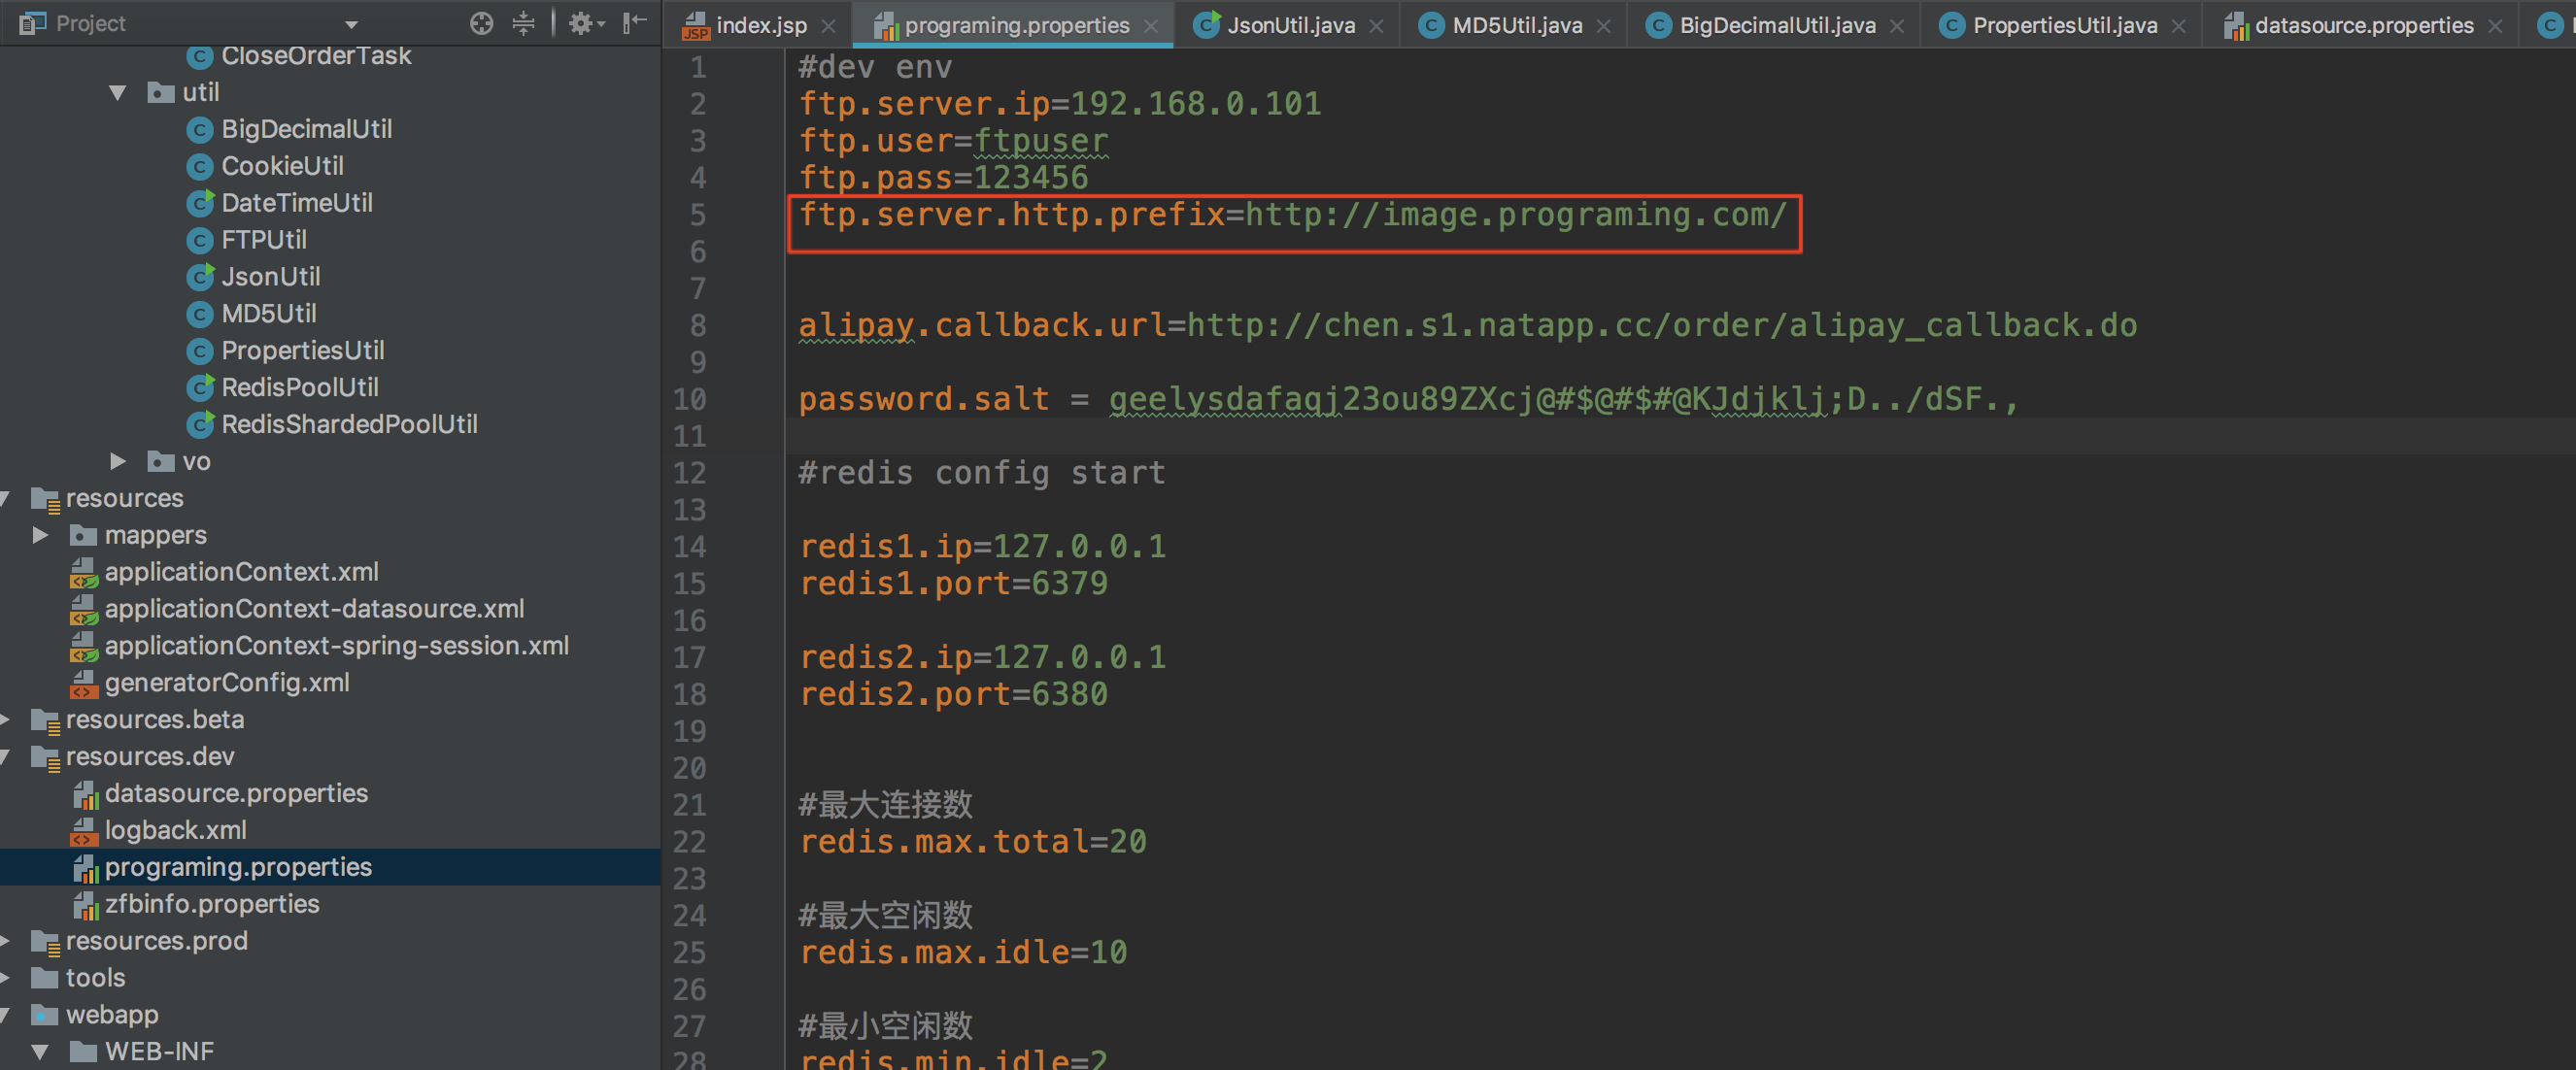 Project
CloseOrderTask
util
BigDecimalUtil
CookieUtil
DateTimeUtil
FTPUtil
JsonUtil
MD5Util
PropertiesUtil
RedisPoolUtil
RedisShardedPoolUtil
vo
resources
mappers
applicationContext.xml
applicationContext-datasource.xml
applicationContext-spring-session.xml
generatorConfig.xml
resources.beta
resources.dev
datasource.properties
logback.xml
programing.properties
zfbinfo.properties
resources.prod
tools
webapp
WEB-INF
index.jsp programing.properties JsonUtil.java MD5Util.java BigDecimalUtil.java PropertiesUtil.java datasource.properties
1 #dev env
2 ftp.server.ip=192.168.0.101
3 ftp.user=ftpuser
4 ftp.pass=123456
5 ftp.server.http.prefix=http://image.programing.com/
6
7
8 alipay.callback.url=http://chen.s1.natapp.cc/order/alipay_callback.do
9
10 password.salt = geelysdafaqj23ou89ZXcj@#$@#$#@KJdjklj;D../dSF.,
11
12 #redis config start
13
14 redis1.ip=127.0.0.1
15 redis1.port=6379
16
17 redis2.ip=127.0.0.1
18 redis2.port=6380
19
20
21 #最大连接数
22 redis.max.total=20
23
24 #最大空闲数
25 redis.max.idle=10
26
27 #最小空闲数
28 redis.min.idle=2